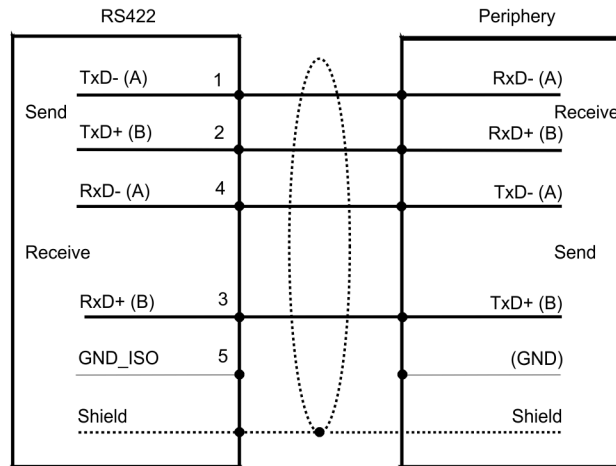 RS422 Periphery
TxD- (A) 1 RxD- (A)
Send Receive
TxD+ (B) 2 RxD+ (B)
RxD- (A) 4 TxD- (A)
Receive Send
RxD+ (B) 3 TxD+ (B)
GND_ISO 5 (GND)
Shield Shield